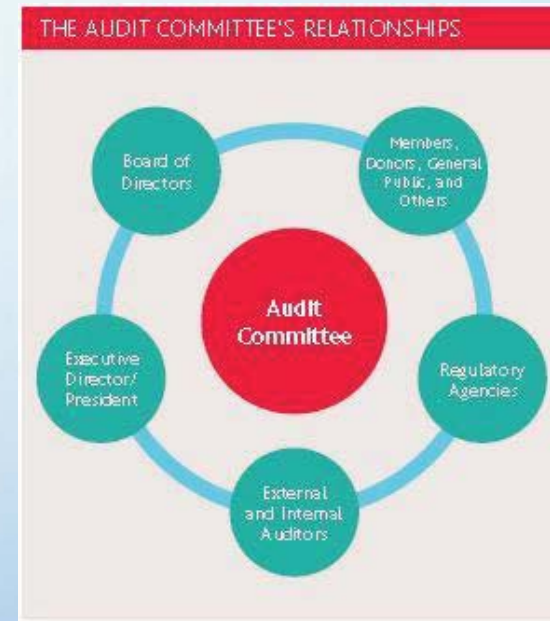 THE AUDIT COMMITTEE'S RELATIONSHIPS
Board of
Directors
Members,
Donors, General
Public, and
Others
Audit
Committee
Executive
Director/
President
Regulatory
Agencies
External
and Internal
Auditors